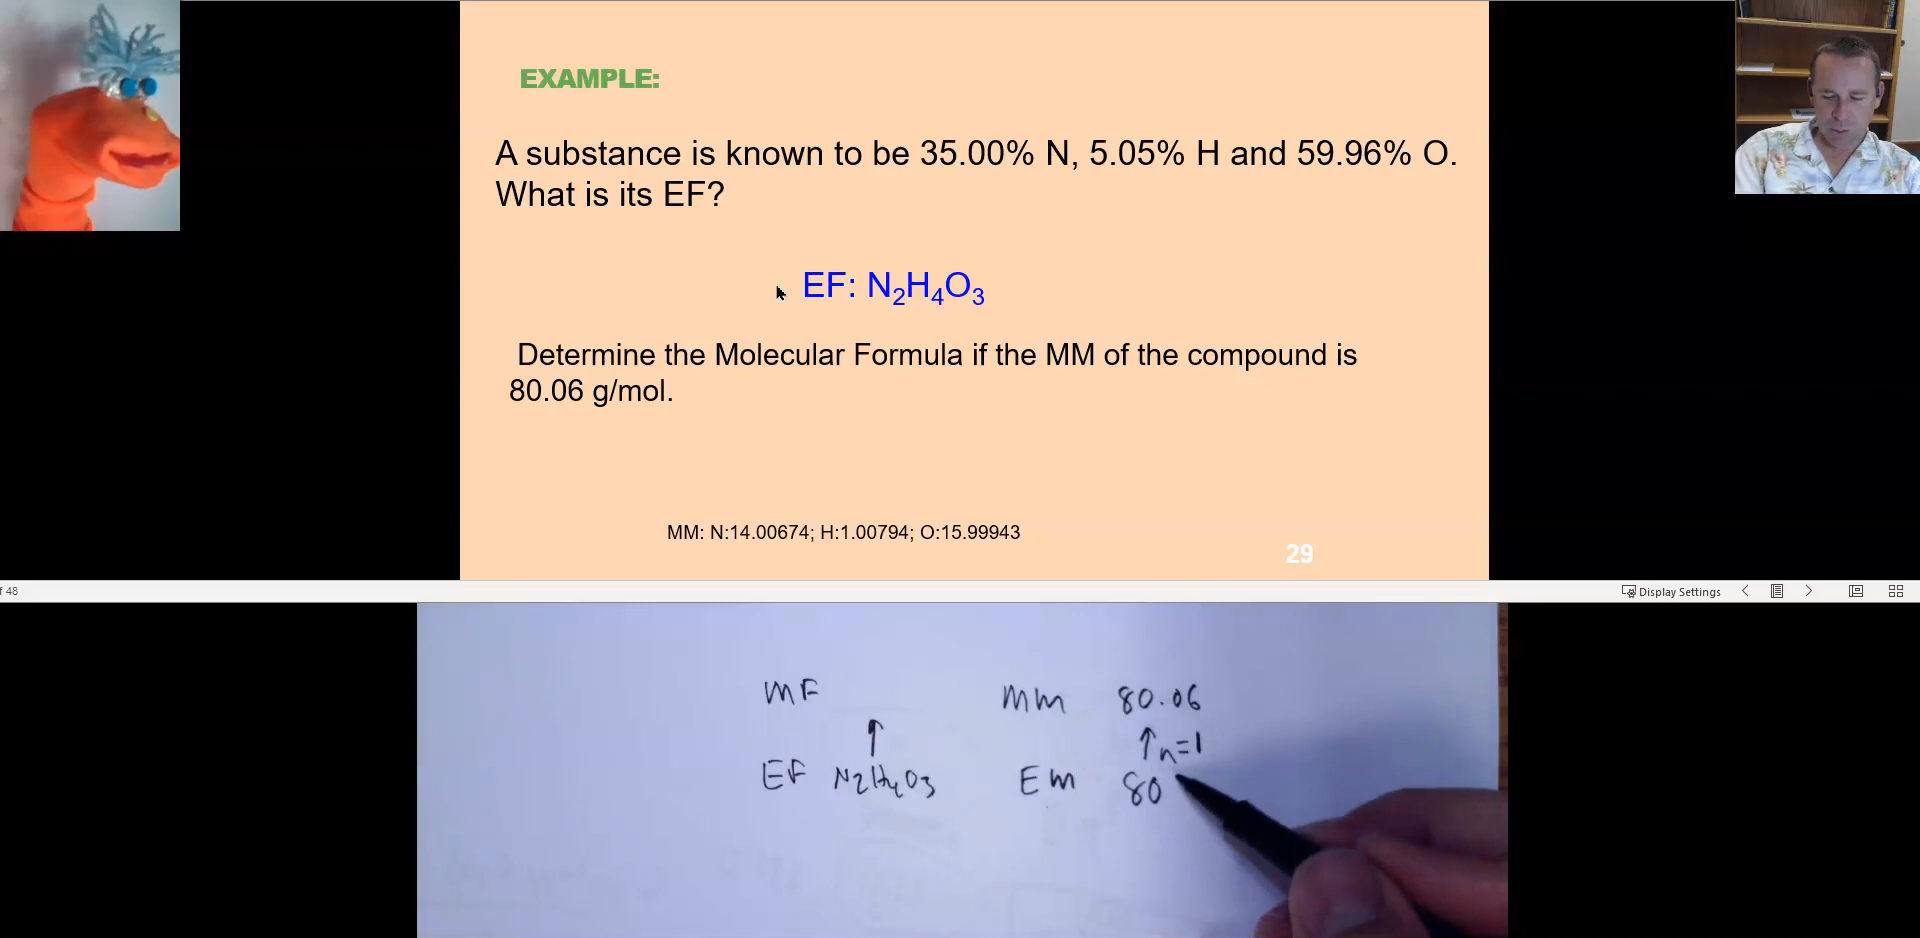 EXAMPLE:
A substance is known to be 35.00% N, 5.05% H and 59.96% O.
What is its EF?
EF: N₂H₄O₃
Determine the Molecular Formula if the MM of the compound is
80.06 g/mol.
MM: N:14.00674; H:1.00794; O:15.99943
29
f 48
Display Settings
MF MM 80.06
↑ ↑ n=1
EF N₂H₄O₃ EM 80